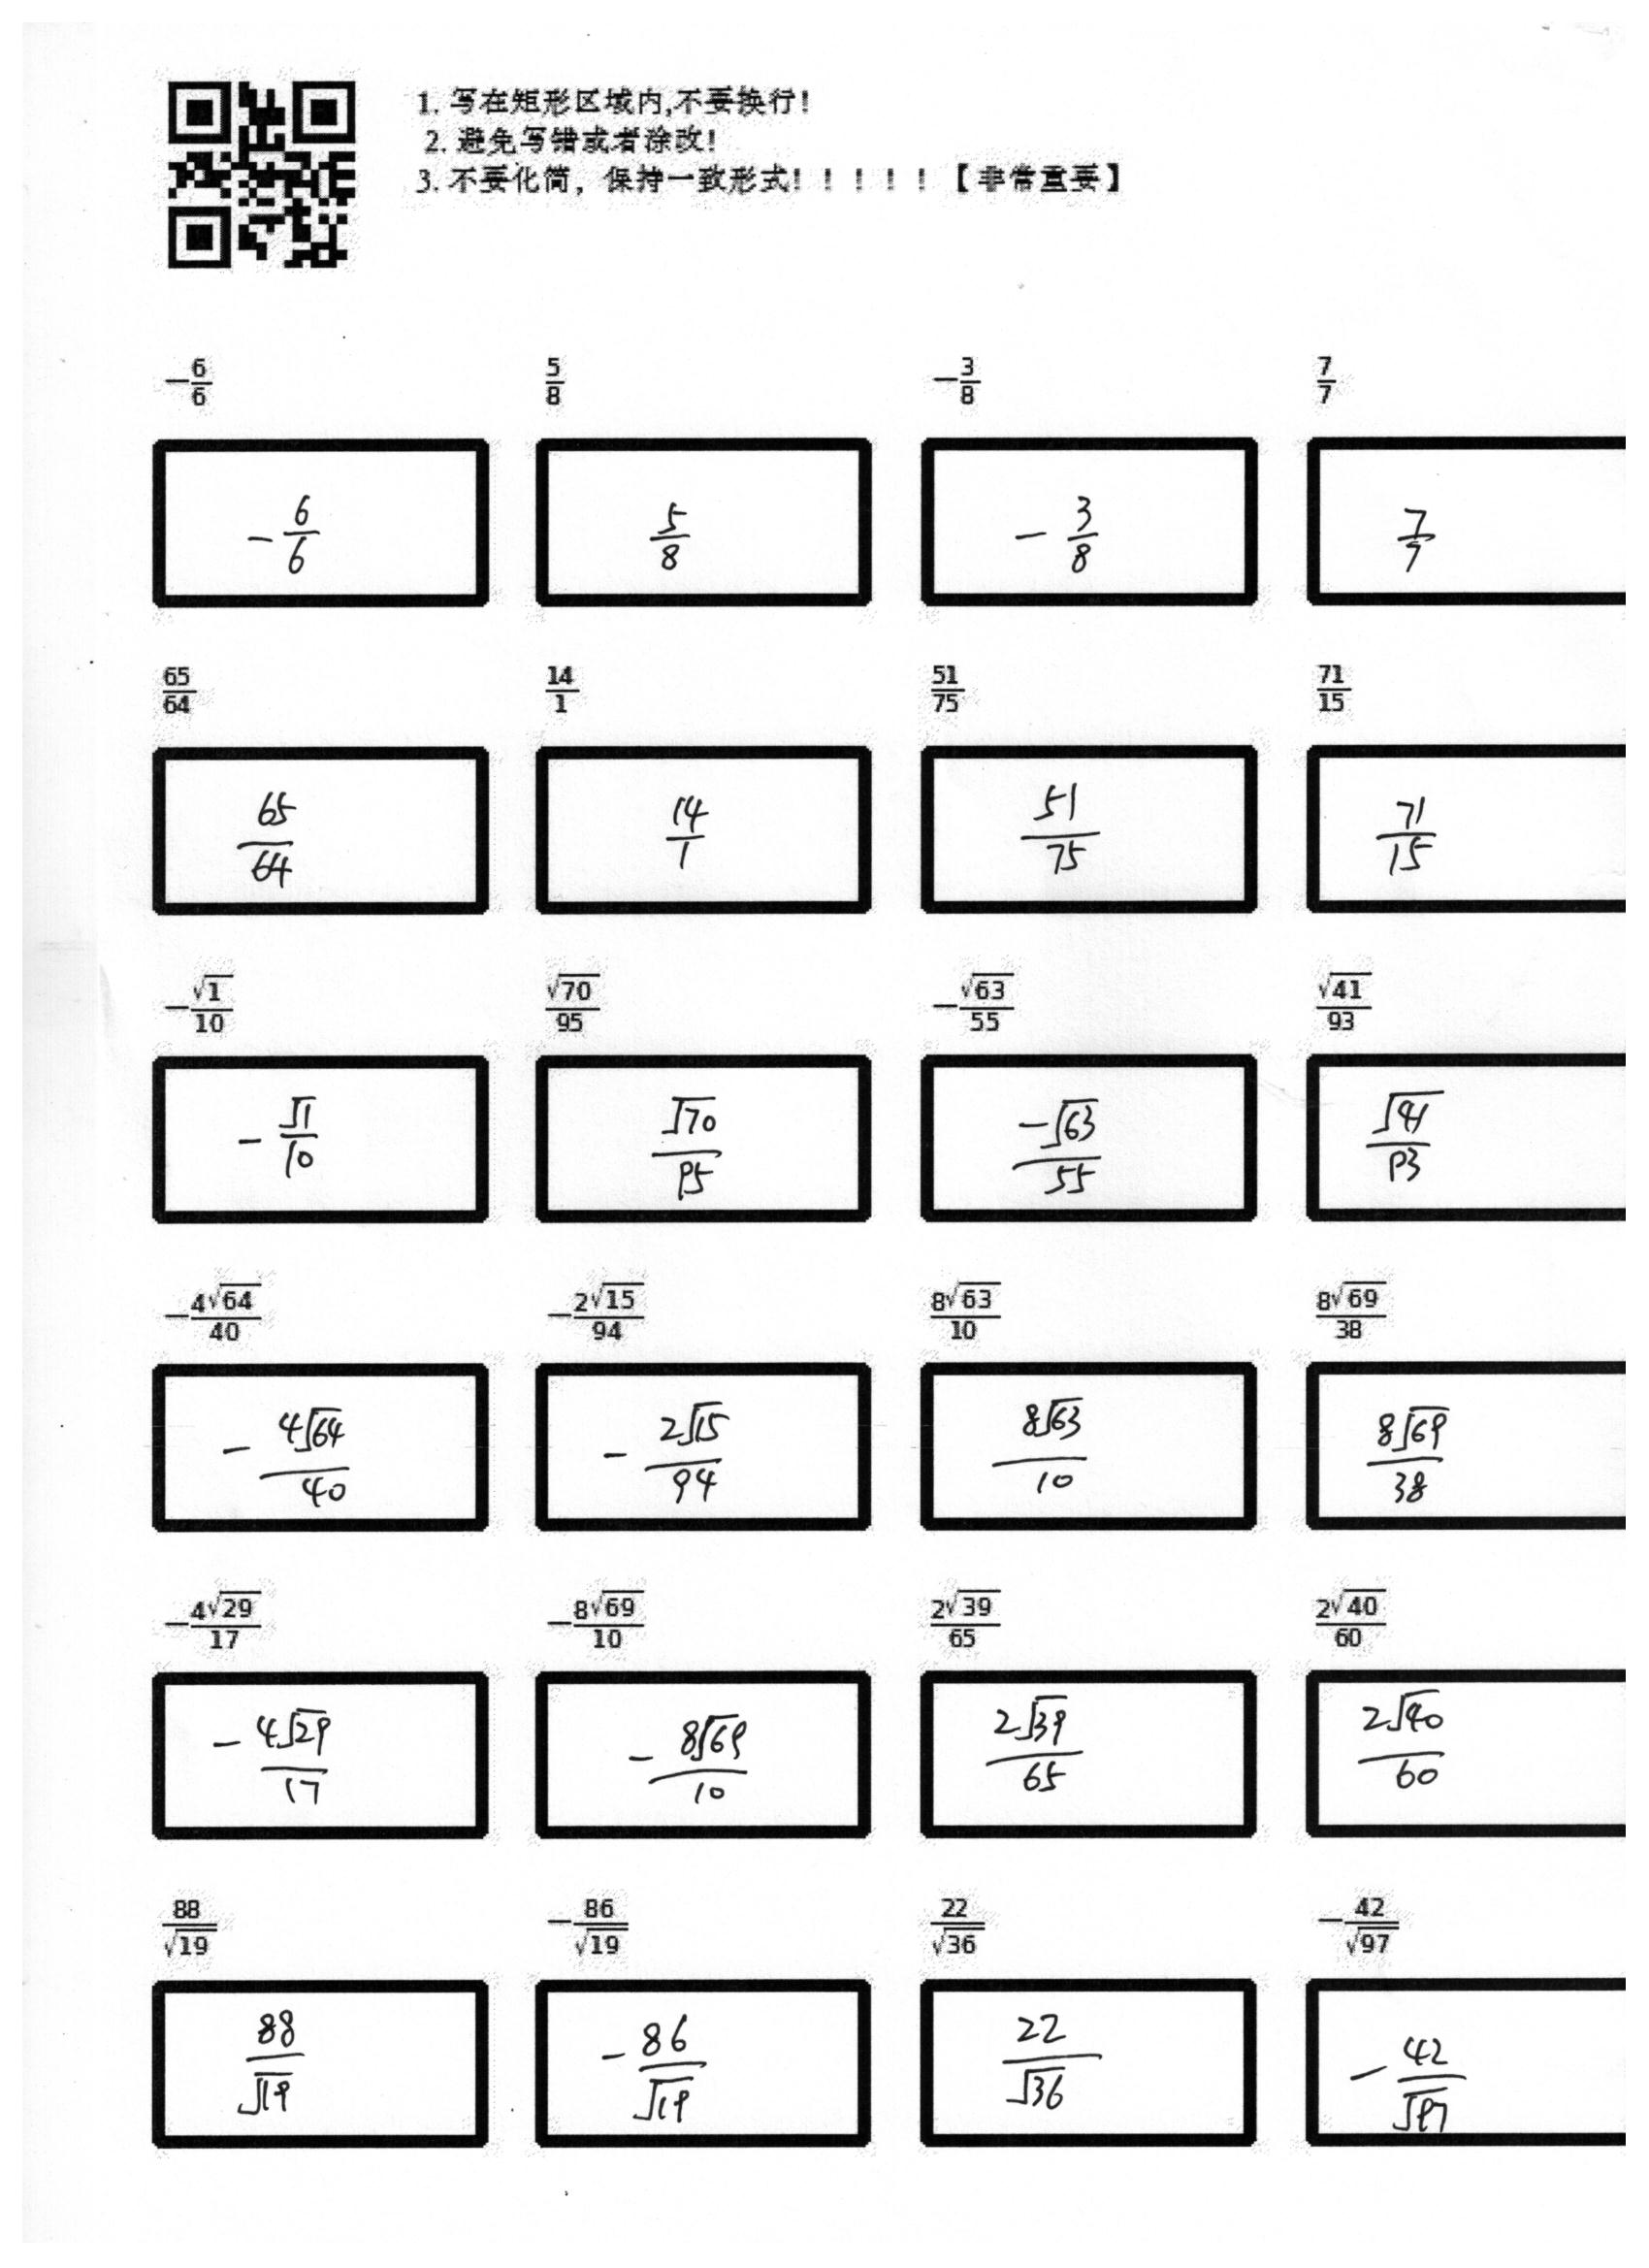 1. 写在矩形区域内,不要换行!
2. 避免写错或者涂改!
3. 不要化简，保持一致形式!！！！！【非常重要】
$-\frac{6}{6}$ $\frac{5}{8}$ $-\frac{3}{8}$ $\frac{7}{7}$
$-\frac{6}{6}$ $\frac{5}{8}$ $-\frac{3}{8}$ $\frac{7}{7}$
$\frac{65}{64}$ $\frac{14}{1}$ $\frac{51}{75}$ $\frac{71}{15}$
$\frac{65}{64}$ $\frac{14}{1}$ $\frac{51}{75}$ $\frac{71}{15}$
$-\frac{\sqrt{1}}{10}$ $\frac{\sqrt{70}}{95}$ $-\frac{\sqrt{63}}{55}$ $\frac{\sqrt{41}}{93}$
$-\frac{\sqrt{1}}{10}$ $\frac{\sqrt{70}}{95}$ $\frac{-\sqrt{63}}{55}$ $\frac{\sqrt{41}}{93}$
$-\frac{4\sqrt{64}}{40}$ $-\frac{2\sqrt{15}}{94}$ $\frac{8\sqrt{63}}{10}$ $\frac{8\sqrt{69}}{38}$
$-\frac{4\sqrt{64}}{40}$ $-\frac{2\sqrt{15}}{94}$ $\frac{8\sqrt{63}}{10}$ $\frac{8\sqrt{69}}{38}$
$-\frac{4\sqrt{29}}{17}$ $-\frac{8\sqrt{69}}{10}$ $\frac{2\sqrt{39}}{65}$ $\frac{2\sqrt{40}}{60}$
$-\frac{4\sqrt{29}}{17}$ $-\frac{8\sqrt{69}}{10}$ $\frac{2\sqrt{39}}{65}$ $\frac{2\sqrt{40}}{60}$
$\frac{88}{\sqrt{19}}$ $-\frac{86}{\sqrt{19}}$ $\frac{22}{\sqrt{36}}$ $-\frac{42}{\sqrt{97}}$
$\frac{88}{\sqrt{19}}$ $-\frac{86}{\sqrt{19}}$ $\frac{22}{\sqrt{36}}$ $-\frac{42}{\sqrt{97}}$